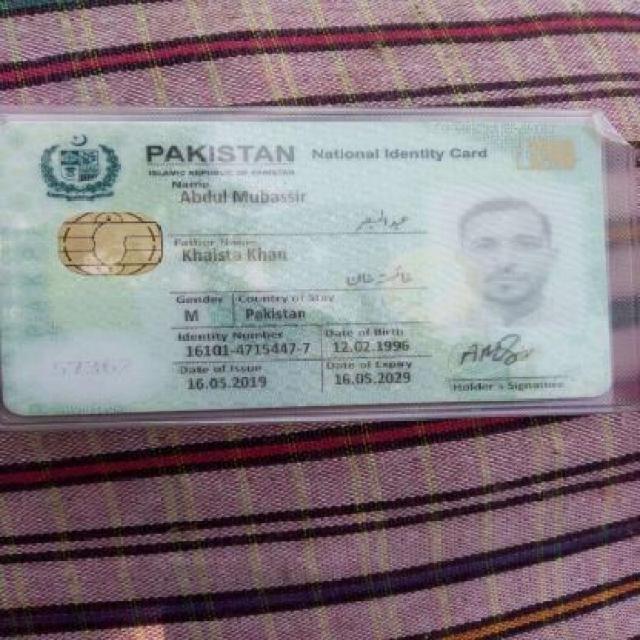 PAKISTAN National Identity Card
ISLAMIC REPUBLIC OF PAKISTAN
Name
Abdul Mubassir
عبدالمبشر
Father Name
Khaista Khan
خائستہ خان
Gender Country of Stay
M Pakistan
Identity Number Date of Birth
16101-4715447-7 12.02.1996
Date of Issue Date of Expiry
16.05.2019 16.05.2029
Holder's Signature